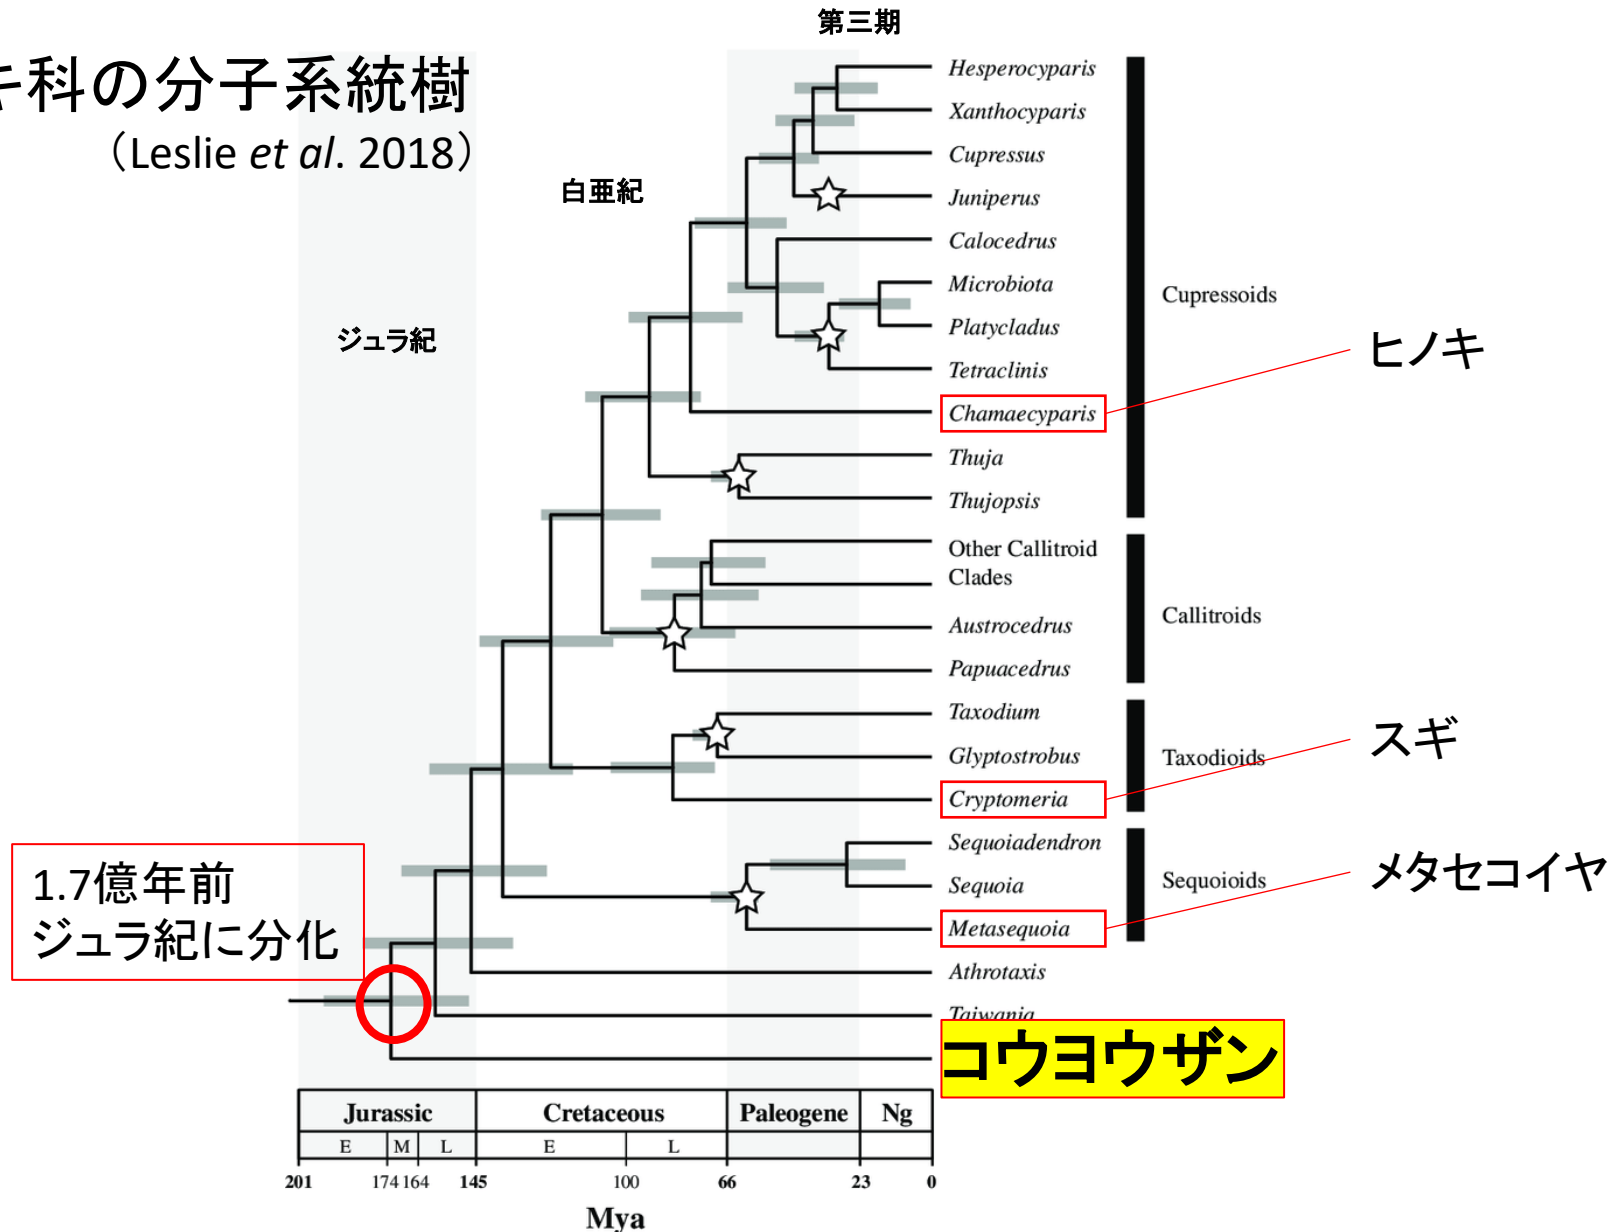 第三期
キ科の分子系統樹
（Leslie et al. 2018）
白亜紀
ジュラ紀
Hesperocyparis
Xanthocyparis
Cupressus
Juniperus
Calocedrus
Microbiota
Platycladus
Tetraclinis
Chamaecyparis
Thuja
Thujopsis
Other Callitroid
Clades
Austrocedrus
Papuacedrus
Taxodium
Glyptostrobus
Cryptomeria
Sequoiadendron
Sequoia
Metasequoia
Athrotaxis
Taiwania
コウヨウザン
Cupressoids
Callitroids
Taxodioids
Sequoioids
ヒノキ
スギ
メタセコイヤ
1.7億年前
ジュラ紀に分化
Jurassic Cretaceous Paleogene Ng
E M L E L
201 174 164 145 100 66 23 0
Mya